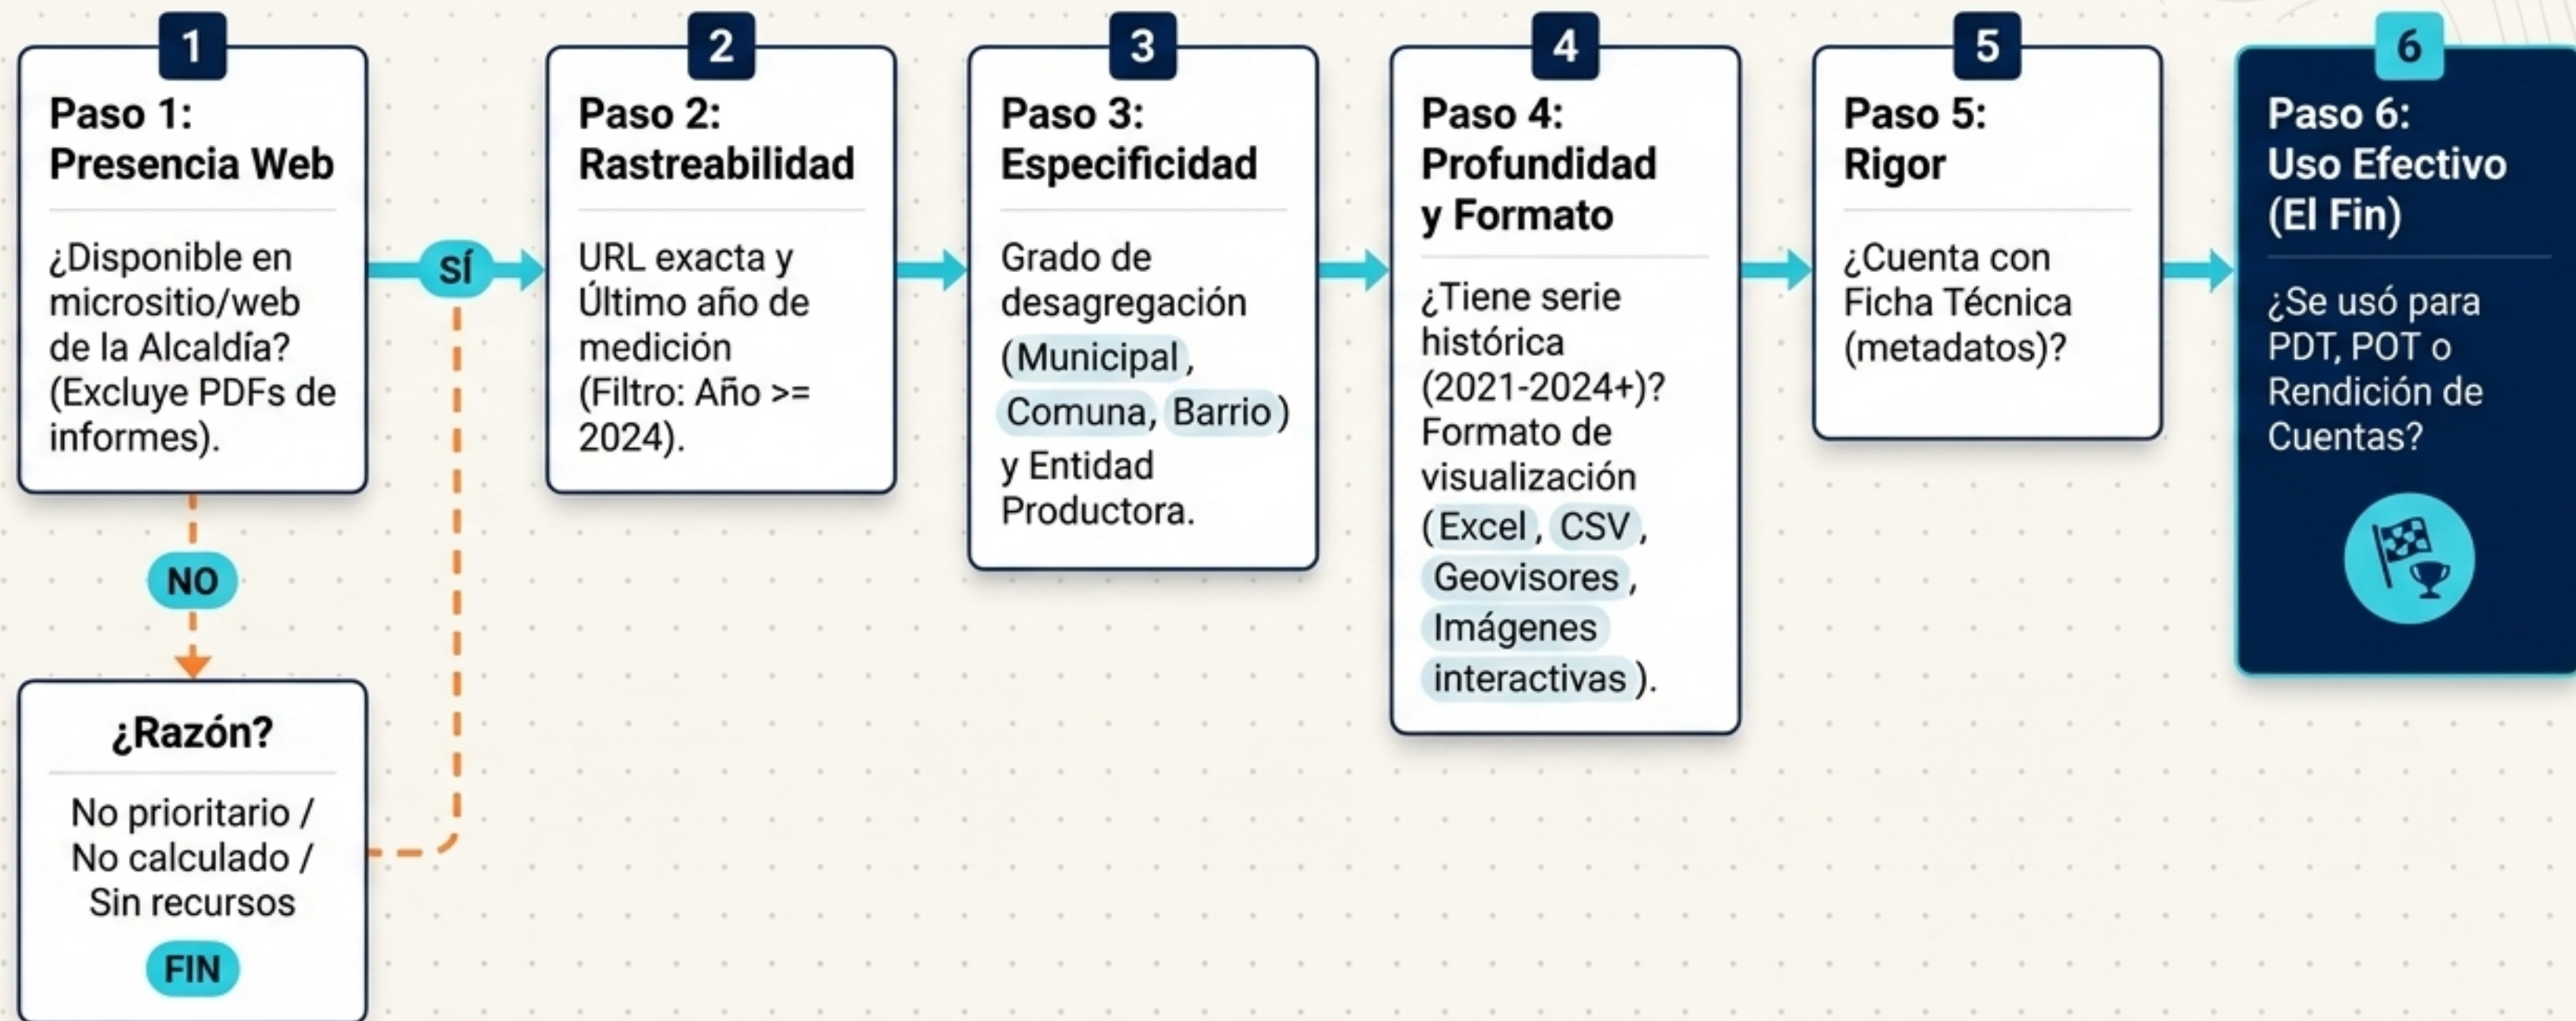 1
Paso 1:
Presencia Web
¿Disponible en
micrositio/web
de la Alcaldía?
(Excluye PDFs de
informes).
NO
¿Razón?
No prioritario /
No calculado /
Sin recursos
FIN
SÍ
2
Paso 2:
Rastreabilidad
URL exacta y
Último año de
medición
(Filtro: Año >=
2024).
3
Paso 3:
Especificidad
Grado de
desagregación
(Municipal,
Comuna, Barrio)
y Entidad
Productora.
4
Paso 4:
Profundidad
y Formato
¿Tiene serie
histórica
(2021-2024+)?
Formato de
visualización
(Excel, CSV,
Geovisores,
Imágenes
interactivas).
5
Paso 5:
Rigor
¿Cuenta con
Ficha Técnica
(metadatos)?
6
Paso 6:
Uso Efectivo
(El Fin)
¿Se usó para
PDT, POT o
Rendición de
Cuentas?